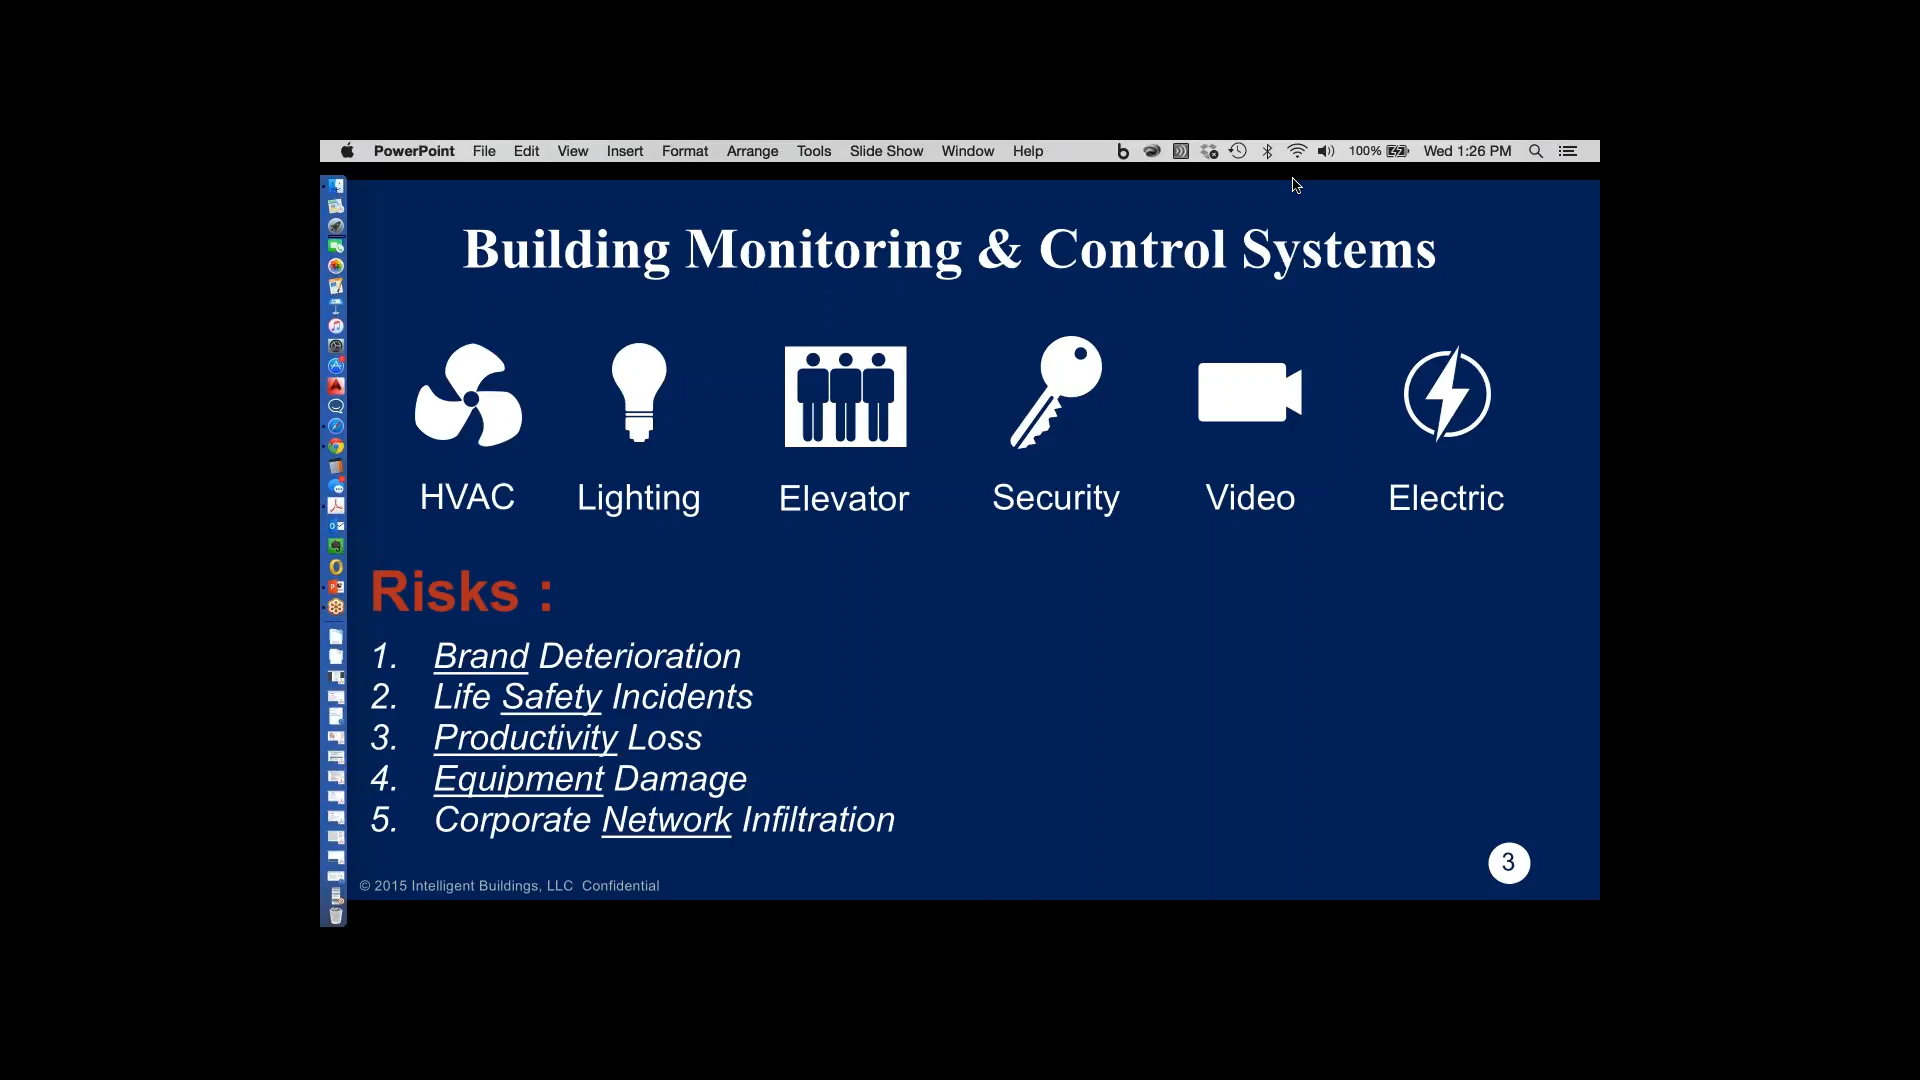 PowerPoint File Edit View Insert Format Arrange Tools Slide Show Window Help 100% Wed 1:26 PM
Building Monitoring & Control Systems
HVAC Lighting Elevator Security Video Electric
Risks :
1. Brand Deterioration
2. Life Safety Incidents
3. Productivity Loss
4. Equipment Damage
5. Corporate Network Infiltration
3
© 2015 Intelligent Buildings, LLC Confidential